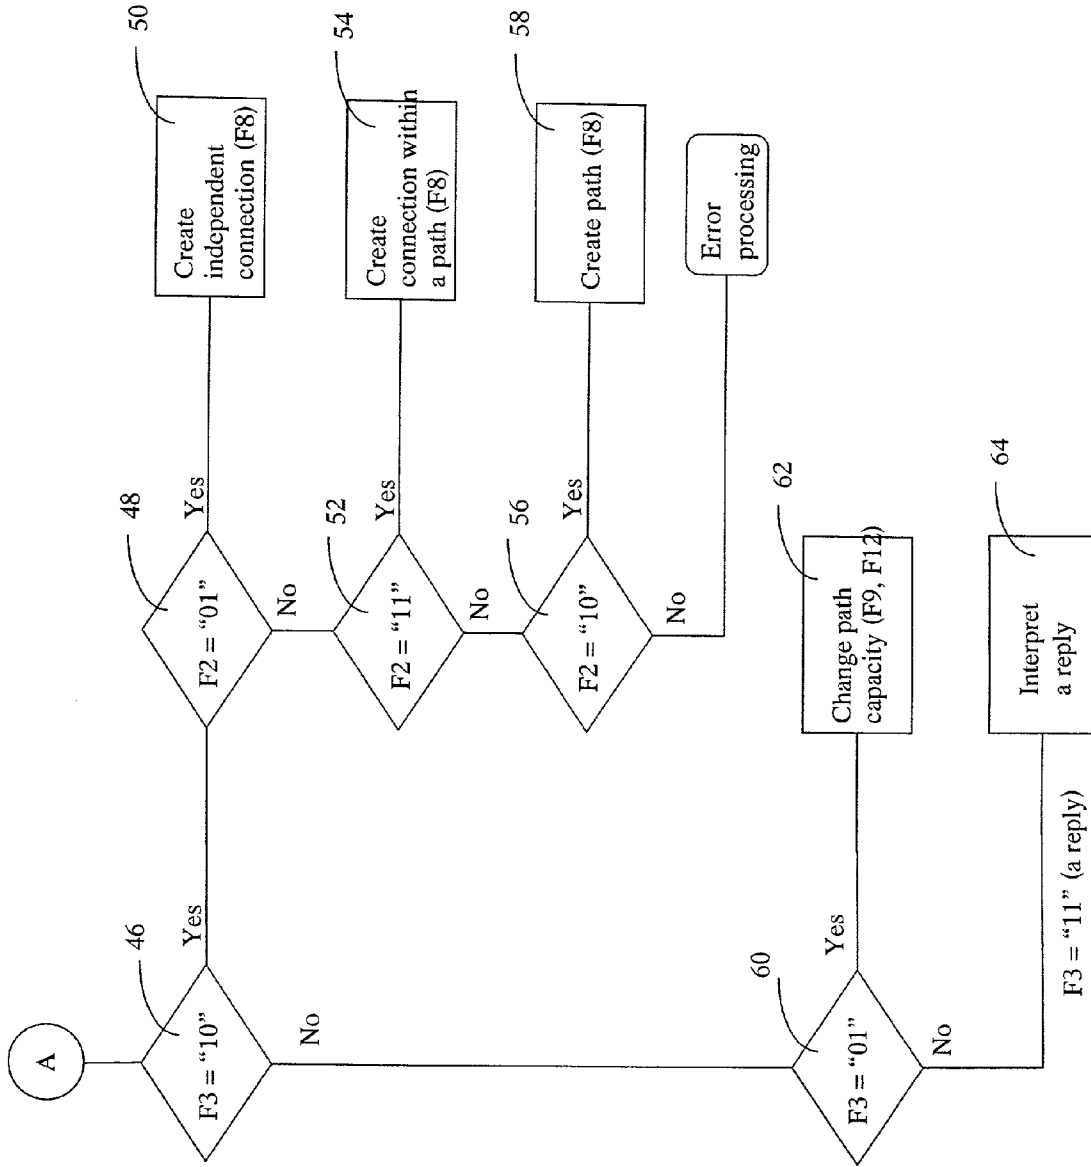 A
46
F3 = “10”
Yes
No
48
F2 = “01”
Yes
No
50
Create
independent
connection (F8)
52
F2 = “11”
Yes
No
54
Create
connection within
a path (F8)
56
F2 = “10”
Yes
No
58
Create path (F8)
Error
processing
60
F3 = “01”
Yes
No
62
Change path
capacity (F9, F12)
F3 = “11” (a reply)
64
Interpret
a reply